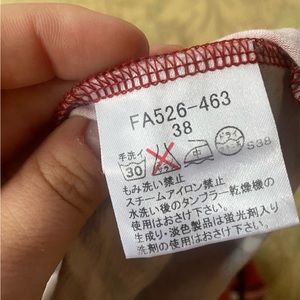 FA526-463
38
手洗イ ドライ
30 S38
もみ洗い禁止
スチームアイロン禁止
水洗い後のタンブラー乾燥機の
使用はおさけ下さい。
生成り・淡色製品は蛍光剤入り
洗剤の使用はおさけ下さい。